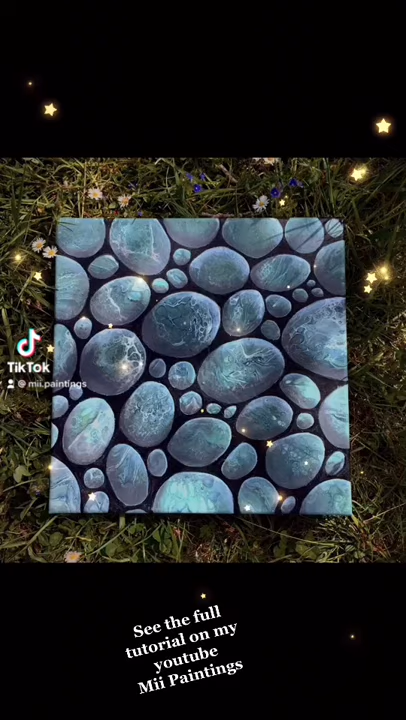 TikTok
@ mii.paintings
See the full
tutorial on my
youtube
Mii Paintings